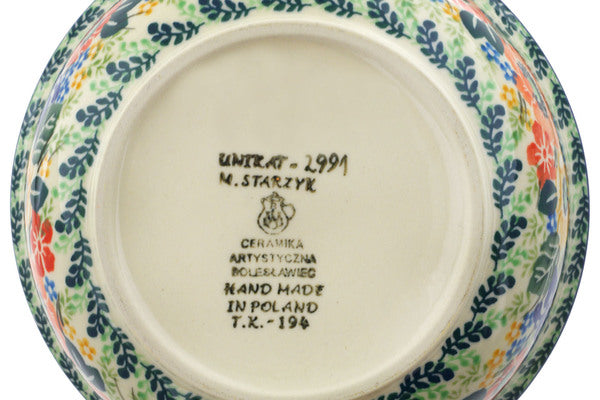 UNIKAT - 2991
M. STARZYK
CERAMIKA
ARTYSTYCZNA
BOLESŁAWIEC
HAND MADE
IN POLAND
T.K.-194